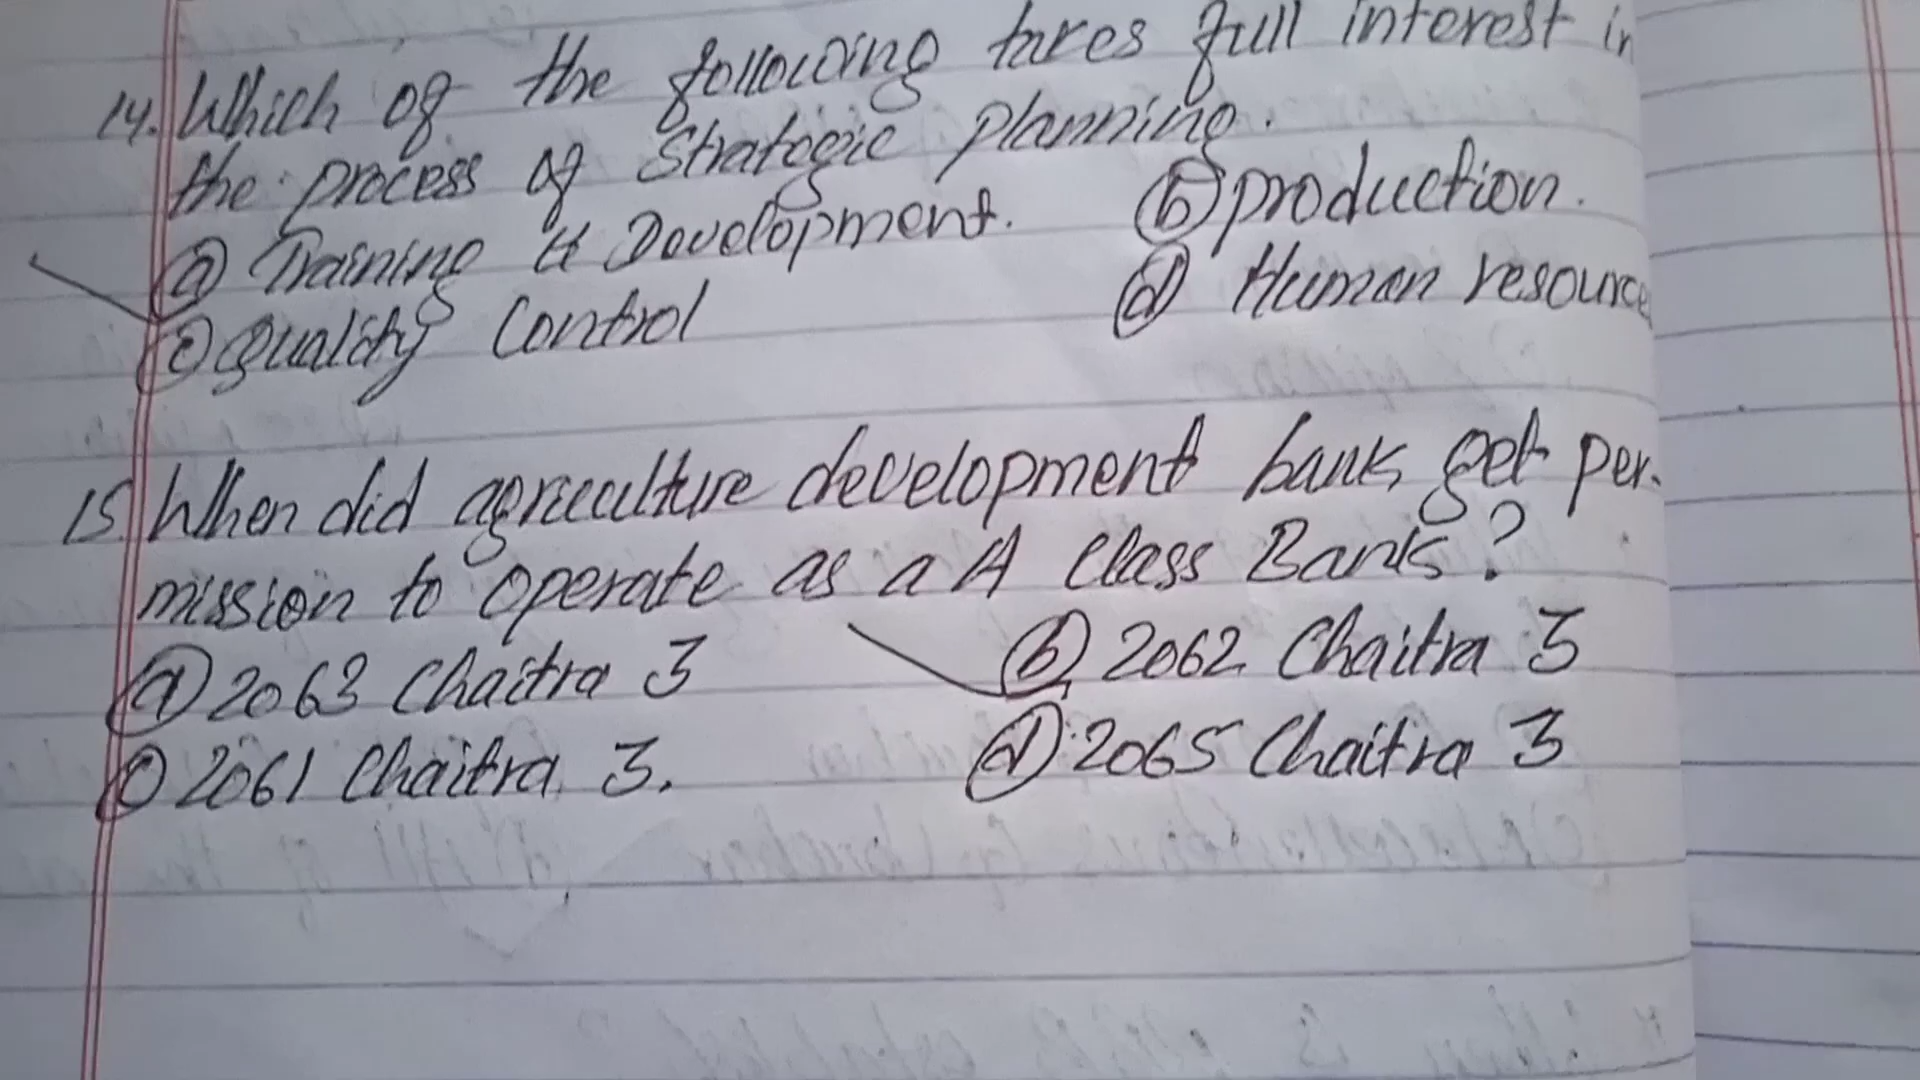 14. Which of the following takes full interest in
the process of Strategic planning.
(a) Training & Development. (b) production.
(c) Quality Control (d) Human resource
15. When did agriculture development bank get per-
mission to operate as a A Class Bank?
(a) 2063 Chaitra 3 (b) 2062 Chaitra 3
(c) 2061 Chaitra 3. (d) 2065 Chaitra 3